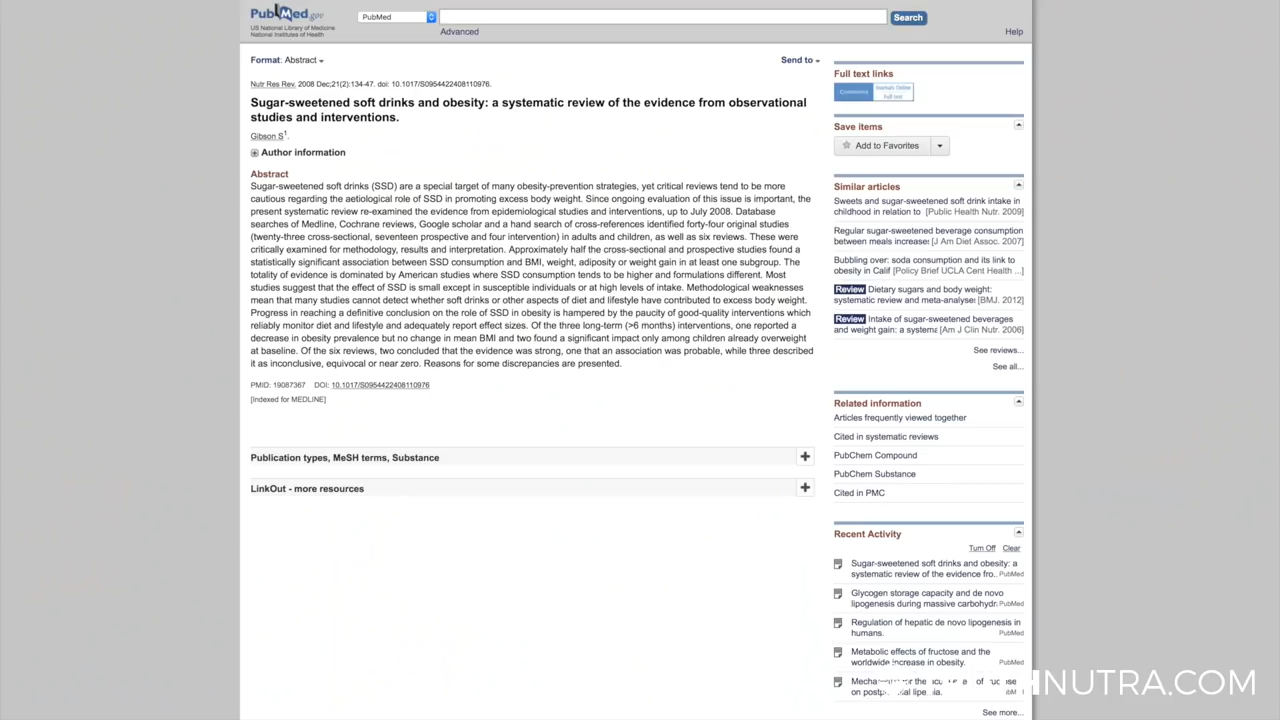 PubMed.gov
US National Library of Medicine
National Institutes of Health
PubMed
Search
Advanced
Help
Format: Abstract
Send to
Nutr Res Rev. 2008 Dec;21(2):134-47. doi: 10.1017/S0954422408110976.
Sugar-sweetened soft drinks and obesity: a systematic review of the evidence from observational
studies and interventions.
Gibson S1.
Author information
Abstract
Sugar-sweetened soft drinks (SSD) are a special target of many obesity-prevention strategies, yet critical reviews tend to be more
cautious regarding the aetiological role of SSD in promoting excess body weight. Since ongoing evaluation of this issue is important, the
present systematic review re-examined the evidence from epidemiological studies and interventions, up to July 2008. Database
searches of Medline, Cochrane reviews, Google scholar and a hand search of cross-references identified forty-four original studies
(twenty-three cross-sectional, seventeen prospective and four intervention) in adults and children, as well as six reviews. These were
critically examined for methodology, results and interpretation. Approximately half the cross-sectional and prospective studies found a
statistically significant association between SSD consumption and BMI, weight, adiposity or weight gain in at least one subgroup. The
totality of evidence is dominated by American studies where SSD consumption tends to be higher and formulations different. Most
studies suggest that the effect of SSD is small except in susceptible individuals or at high levels of intake. Methodological weaknesses
mean that many studies cannot detect whether soft drinks or other aspects of diet and lifestyle have contributed to excess body weight.
Progress in reaching a definitive conclusion on the role of SSD in obesity is hampered by the paucity of good-quality interventions which
reliably monitor diet and lifestyle and adequately report effect sizes. Of the three long-term (>6 months) interventions, one reported a
decrease in obesity prevalence but no change in mean BMI and two found a significant impact only among children already overweight
at baseline. Of the six reviews, two concluded that the evidence was strong, one that an association was probable, while three described
it as inconclusive, equivocal or near zero. Reasons for some discrepancies are presented.
PMID: 19087367 DOI: 10.1017/S0954422408110976
[Indexed for MEDLINE]
Publication types, MeSH terms, Substance
LinkOut - more resources
Full text links
Journals Online
Full text
Save items
Add to Favorites
Similar articles
Sweets and sugar-sweetened soft drink intake in
childhood in relation to [Public Health Nutr. 2009]
Regular sugar-sweetened beverage consumption
between meals increase: [J Am Diet Assoc. 2007]
Bubbling over: soda consumption and its link to
obesity in Calif [Policy Brief UCLA Cent Health ...]
Review Dietary sugars and body weight:
systematic review and meta-analyse: [BMJ. 2012]
Review Intake of sugar-sweetened beverages
and weight gain: a systema [Am J Clin Nutr. 2006]
See reviews...
See all...
Related information
Articles frequently viewed together
Cited in systematic reviews
PubChem Compound
PubChem Substance
Cited in PMC
Recent Activity
Turn Off Clear
Sugar-sweetened soft drinks and obesity: a
systematic review of the evidence fro.. PubMed
Glycogen storage capacity and de novo
lipogenesis during massive carbohydr. PubMed
Regulation of hepatic de novo lipogenesis in
humans. PubMed
Metabolic effects of fructose and the
worldwide increase in obesity. PubMed
for the
on
See more...
HNUTRA.COM